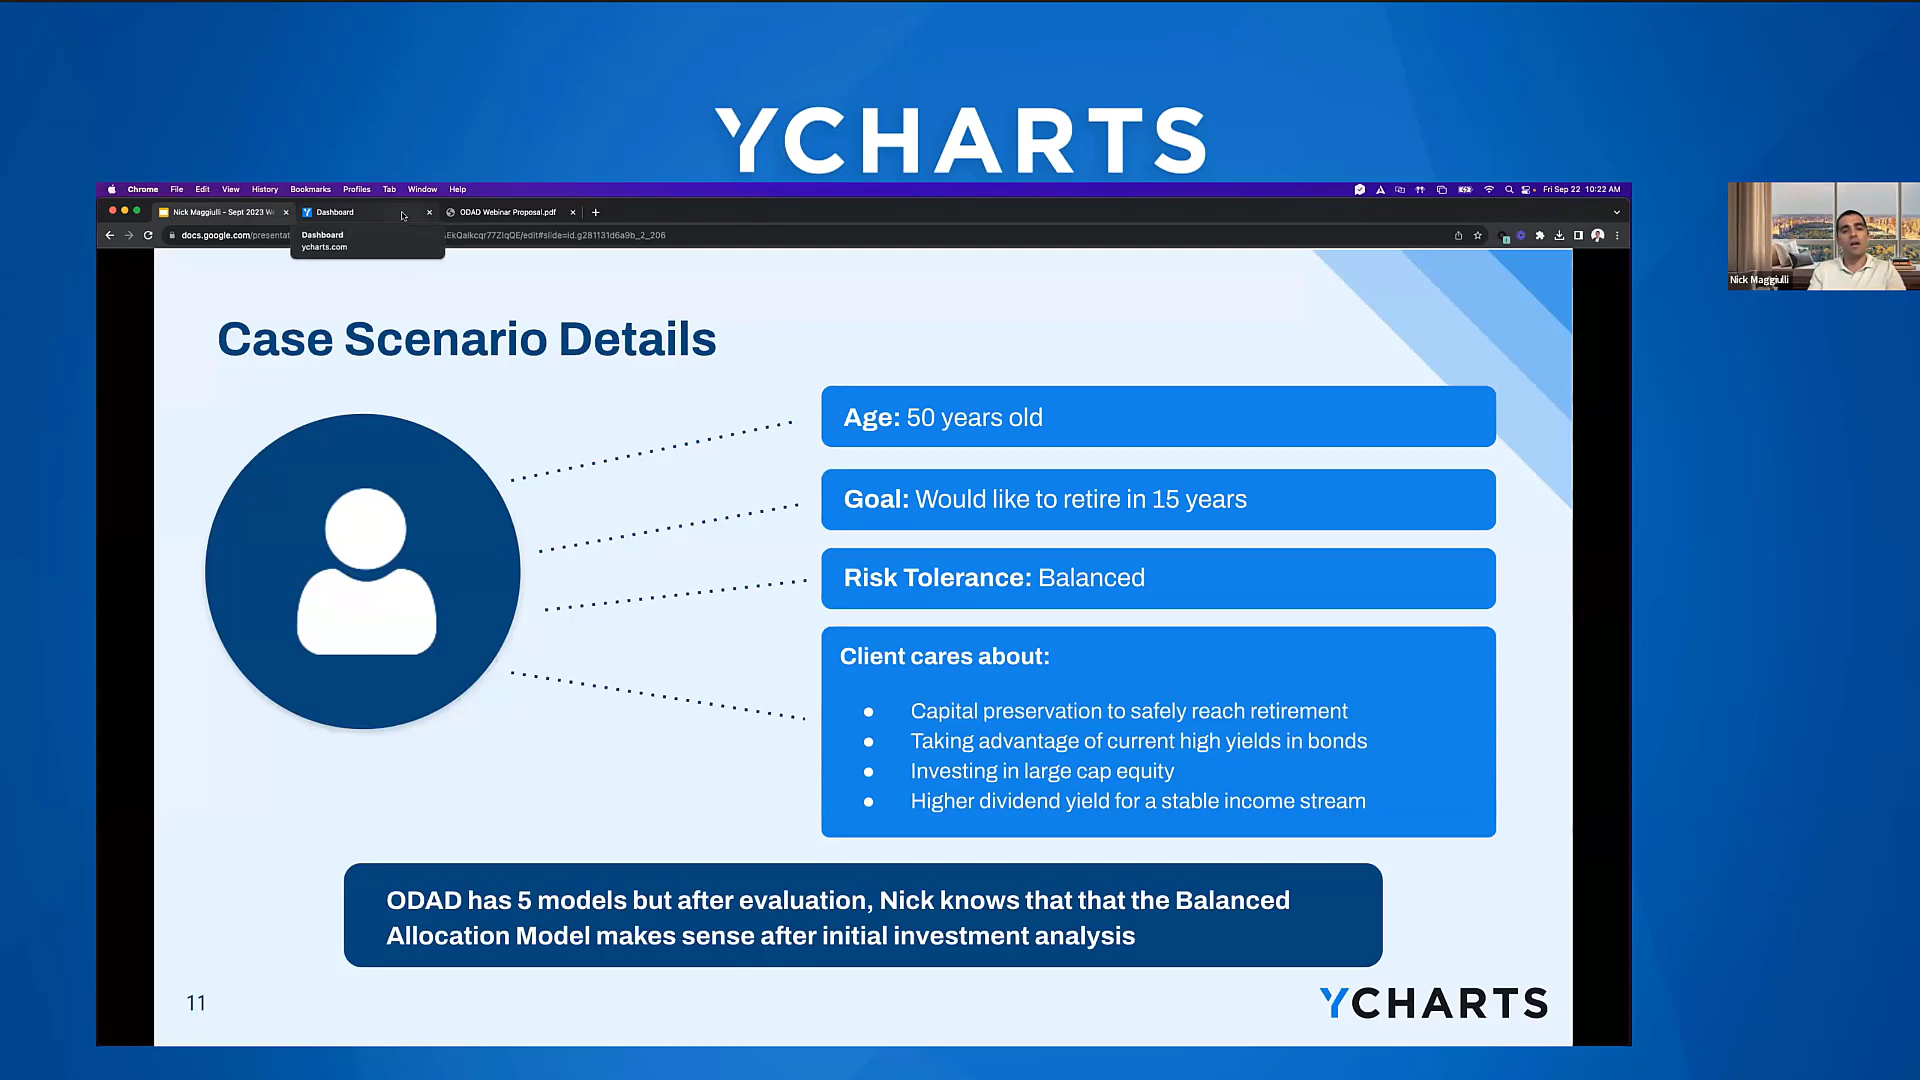 YCHARTS
Chrome File Edit View History Bookmarks Profiles Tab Window Help
Fri Sep 22 10:22 AM
Nick Maggiulli - Sept 2023 W
Dashboard
ODAD Webinar Proposal.pdf
docs.google.com/presentat
Dashboard
ycharts.com
Nick Maggiulli
Case Scenario Details
Age: 50 years old
Goal: Would like to retire in 15 years
Risk Tolerance: Balanced
Client cares about:
● Capital preservation to safely reach retirement
● Taking advantage of current high yields in bonds
● Investing in large cap equity
● Higher dividend yield for a stable income stream
ODAD has 5 models but after evaluation, Nick knows that that the Balanced
Allocation Model makes sense after initial investment analysis
11
YCHARTS